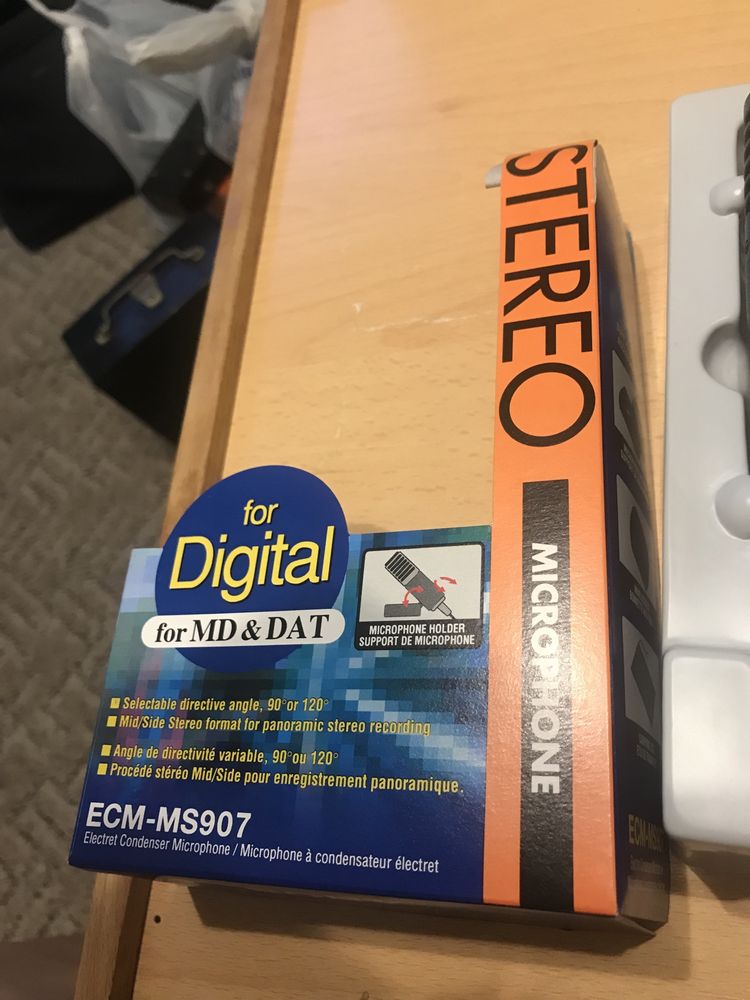 STEREO
MICROPHONE
for
Digital
for MD & DAT
MICROPHONE HOLDER
SUPPORT DE MICROPHONE
Selectable directive angle, 90° or 120°
Mid/Side Stereo format for panoramic stereo recording
Angle de directivité variable, 90° ou 120°
Procédé stéréo Mid/Side pour enregistrement panoramique.
ECM-MS907
Electret Condenser Microphone / Microphone à condensateur électret
ECM-MS907